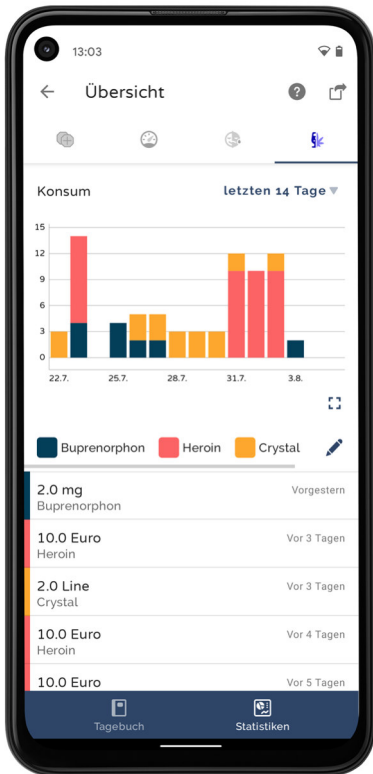 13:03
Übersicht
Konsum
letzten 14 Tage
15
12
9
6
3
0
22.7. 25.7. 28.7. 31.7. 3.8.
Buprenorphon Heroin Crystal
2.0 mg Vorgestern
Buprenorphon
10.0 Euro Vor 3 Tagen
Heroin
2.0 Line Vor 3 Tagen
Crystal
10.0 Euro Vor 4 Tagen
Heroin
10.0 Euro Vor 5 Tagen
Tagebuch Statistiken